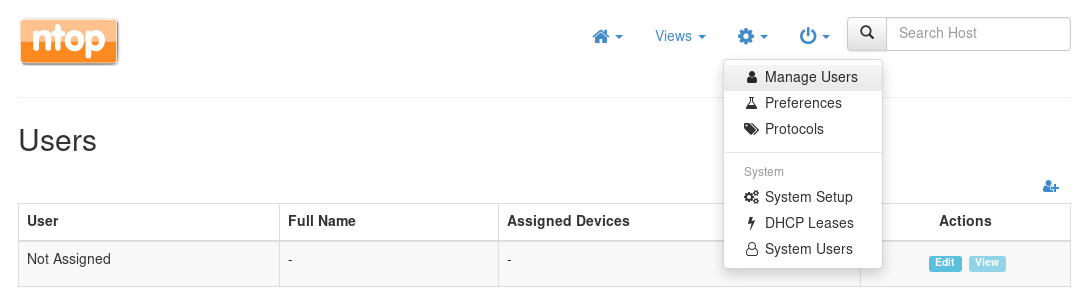 ntop
Views
Search Host
Manage Users
Preferences
Protocols
System
System Setup
DHCP Leases
System Users
Users
User Full Name Assigned Devices Actions
Not Assigned - - Edit View